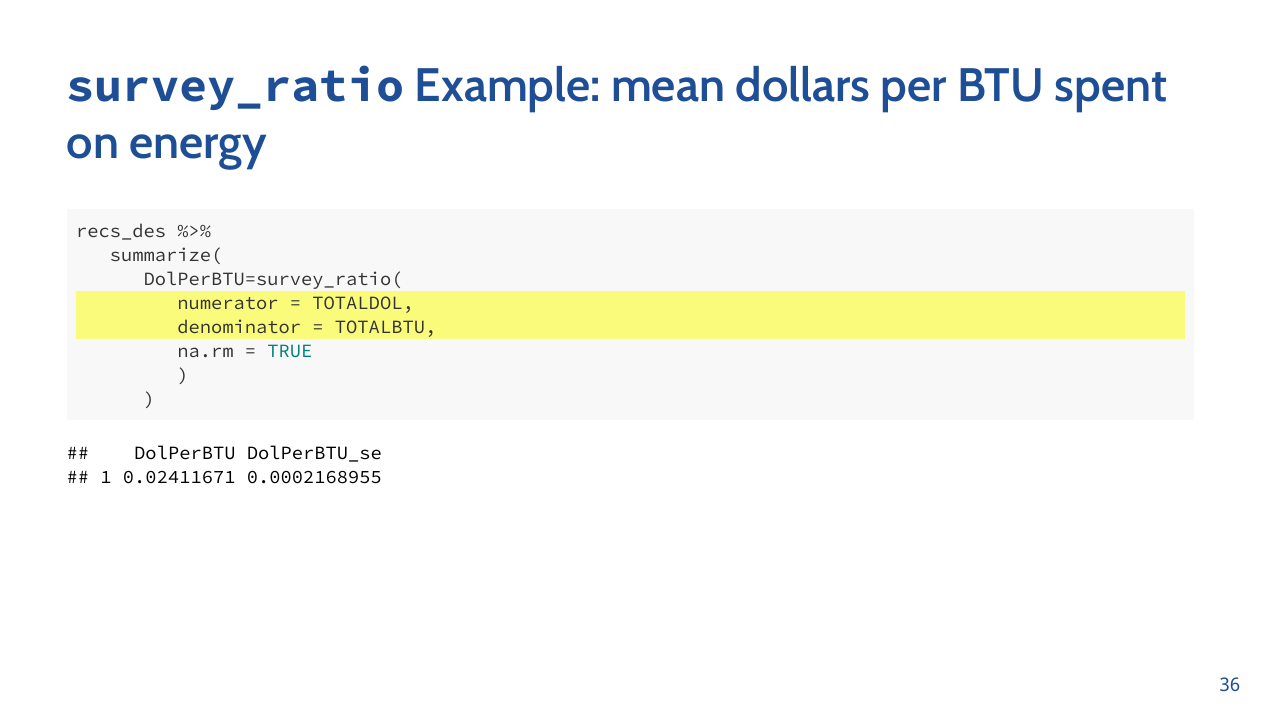 survey_ratio Example: mean dollars per BTU spent
on energy
recs_des %>%
   summarize(
      DolPerBTU=survey_ratio(
         numerator = TOTALDOL,
         denominator = TOTALBTU,
         na.rm = TRUE
         )
      )
##    DolPerBTU DolPerBTU_se
## 1 0.02411671 0.0002168955
36